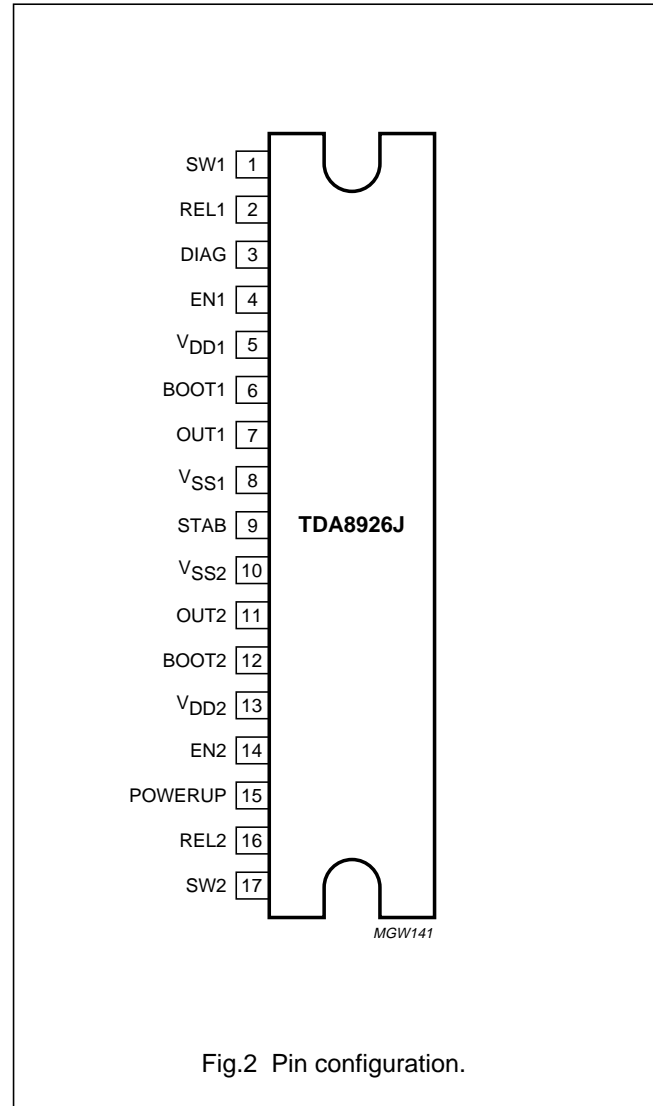 SW1 1
REL1 2
DIAG 3
EN1 4
VDD1 5
BOOT1 6
OUT1 7
VSS1 8
STAB 9 TDA8926J
VSS2 10
OUT2 11
BOOT2 12
VDD2 13
EN2 14
POWERUP 15
REL2 16
SW2 17
MGW141
Fig.2 Pin configuration.